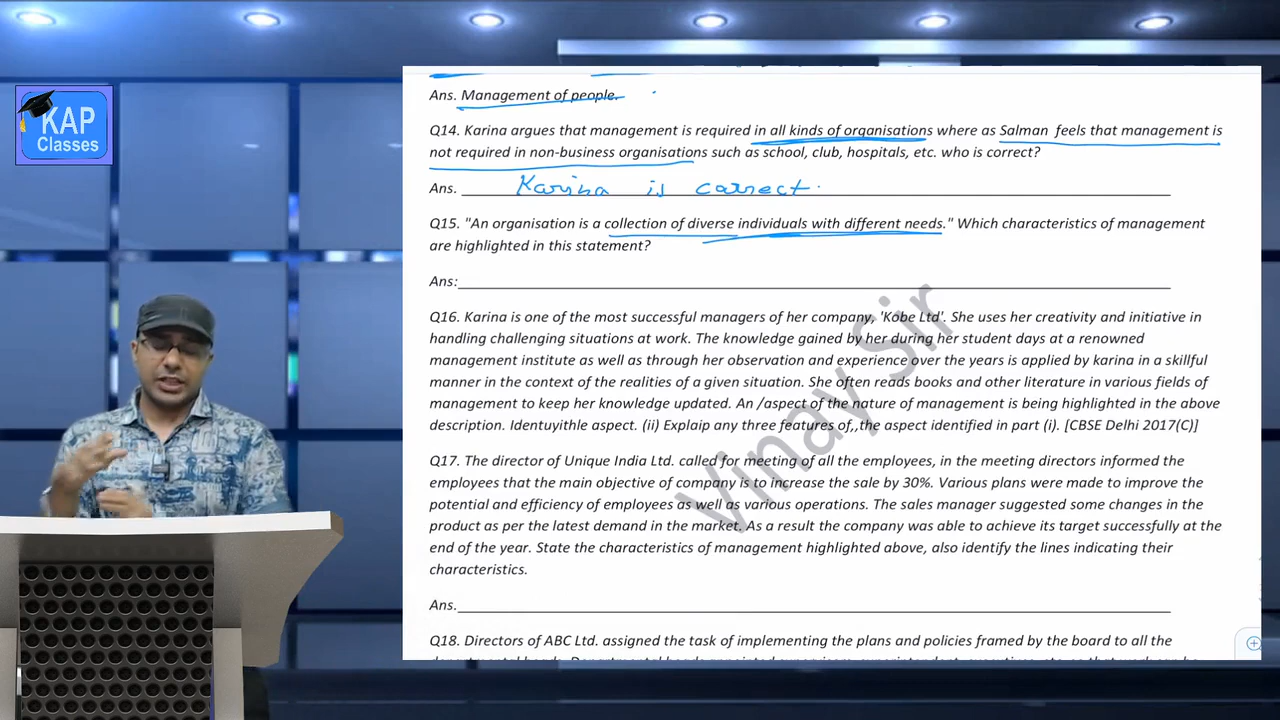 KAP
Classes
Ans. Management of people.
Q14. Karina argues that management is required in all kinds of organisations where as Salman feels that management is
not required in non-business organisations such as school, club, hospitals, etc. who is correct?
Ans. Karina is correct.
Q15. "An organisation is a collection of diverse individuals with different needs." Which characteristics of management
are highlighted in this statement?
Ans:
Q16. Karina is one of the most successful managers of her company, 'Kobe Ltd'. She uses her creativity and initiative in
handling challenging situations at work. The knowledge gained by her during her student days at a renowned
management institute as well as through her observation and experience over the years is applied by karina in a skillful
manner in the context of the realities of a given situation. She often reads books and other literature in various fields of
management to keep her knowledge updated. An /aspect of the nature of management is being highlighted in the above
description. Identuyithle aspect. (ii) Explaip any three features of,,the aspect identified in part (i). [CBSE Delhi 2017(C)]
Q17. The director of Unique India Ltd. called for meeting of all the employees, in the meeting directors informed the
employees that the main objective of company is to increase the sale by 30%. Various plans were made to improve the
potential and efficiency of employees as well as various operations. The sales manager suggested some changes in the
product as per the latest demand in the market. As a result the company was able to achieve its target successfully at the
end of the year. State the characteristics of management highlighted above, also identify the lines indicating their
characteristics.
Ans.
Q18. Directors of ABC Ltd. assigned the task of implementing the plans and policies framed by the board to all the
Vinay Sir